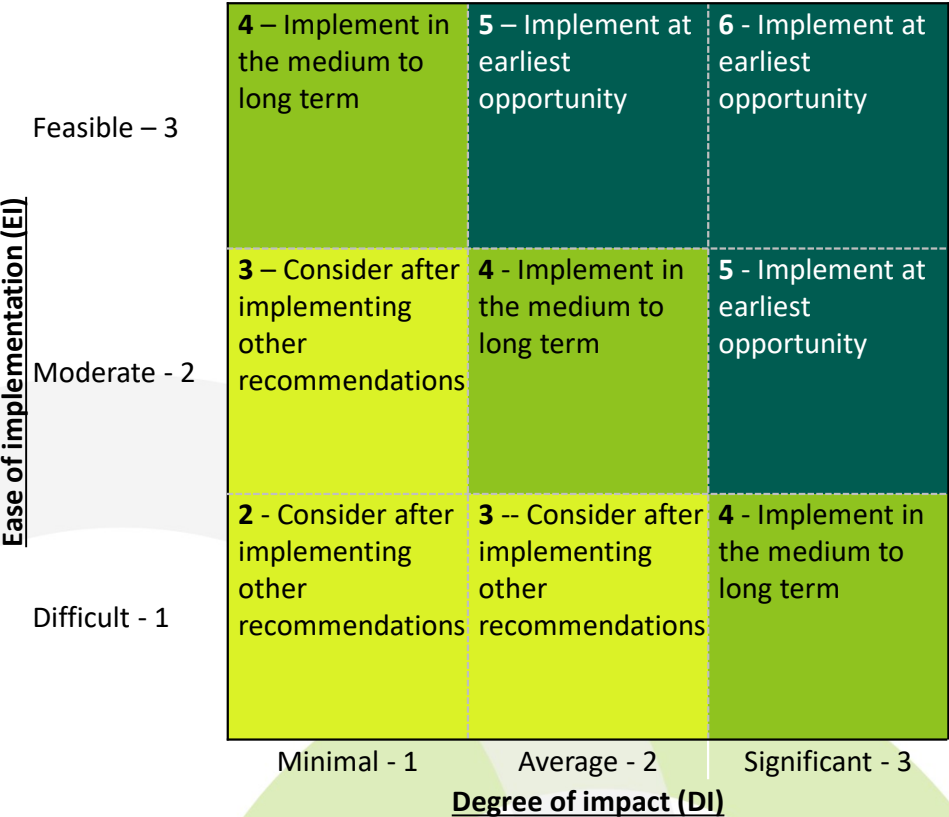 4 – Implement in
the medium to
long term
5 – Implement at
earliest
opportunity
6 - Implement at
earliest
opportunity
Feasible – 3
3 – Consider after
implementing
other
recommendations
4 - Implement in
the medium to
long term
5 - Implement at
earliest
opportunity
Moderate - 2
Ease of implementation (EI)
2 - Consider after
implementing
other
recommendations
3 -- Consider after
implementing
other
recommendations
4 - Implement in
the medium to
long term
Difficult - 1
Minimal - 1
Average - 2
Significant - 3
Degree of impact (DI)